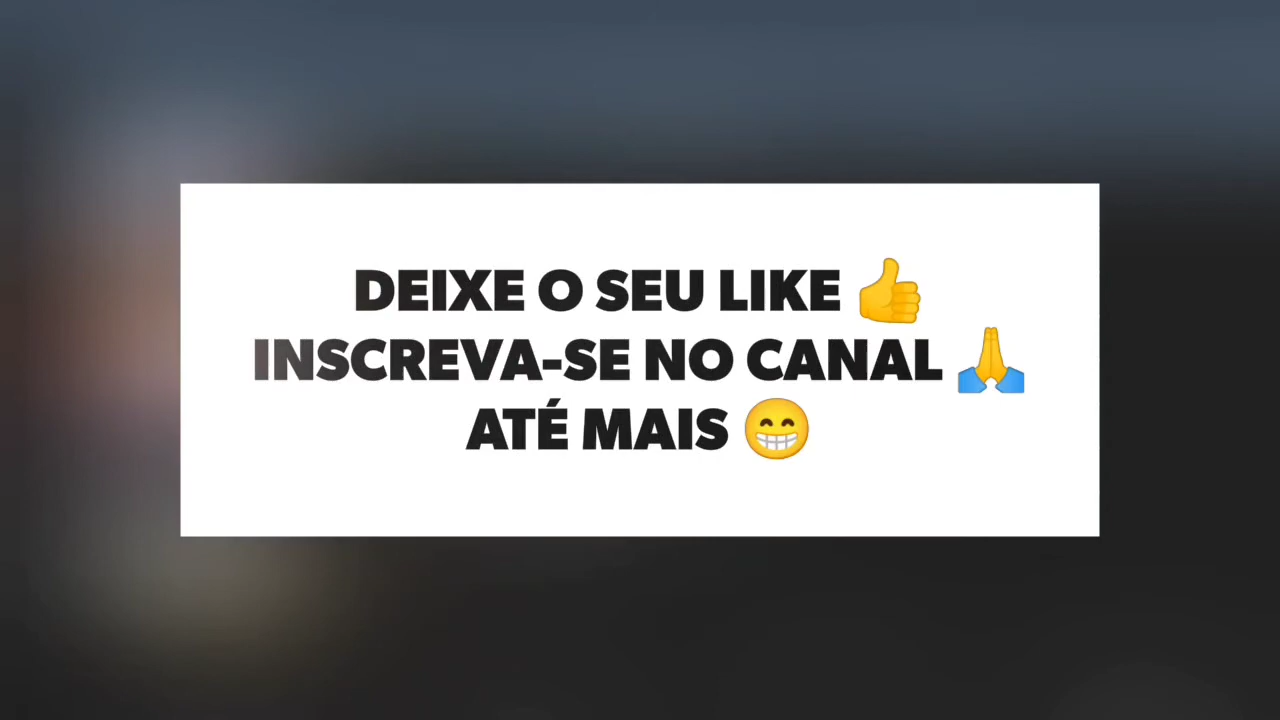 DEIXE O SEU LIKE 👍
INSCREVA-SE NO CANAL 🙏
ATÉ MAIS 😁